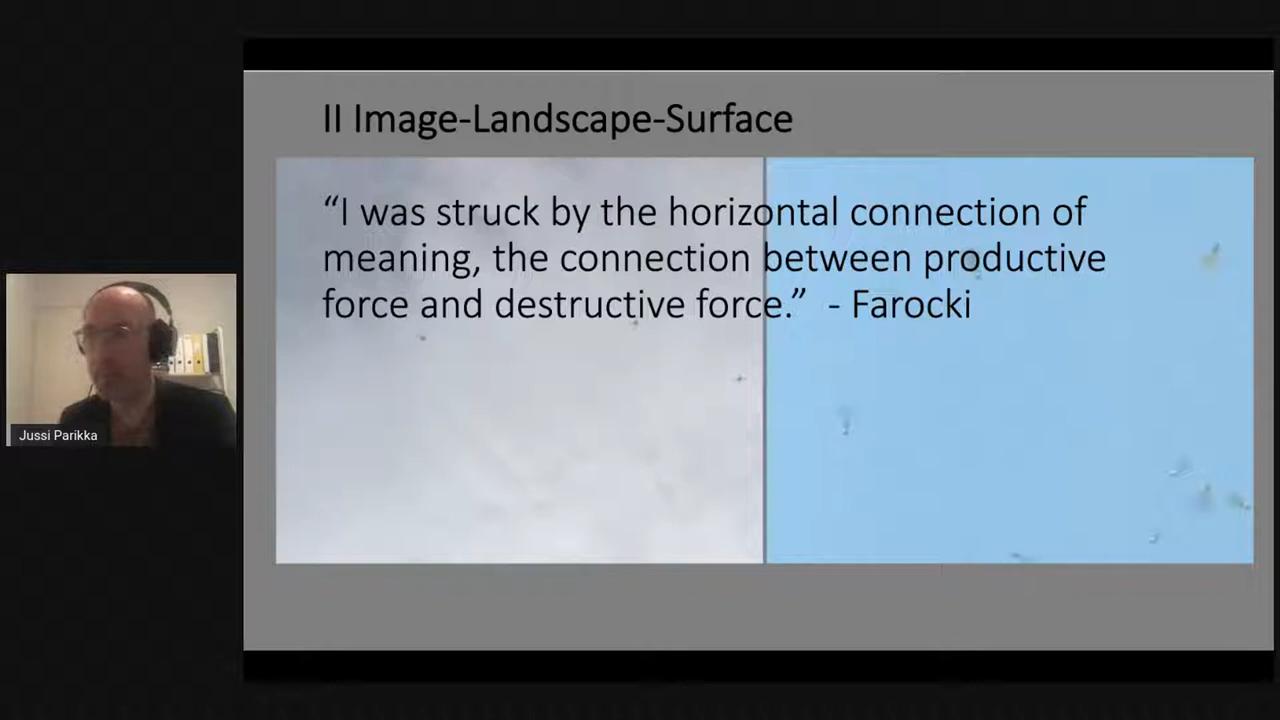 II Image-Landscape-Surface
“I was struck by the horizontal connection of
meaning, the connection between productive
force and destructive force.”  - Farocki
Jussi Parikka